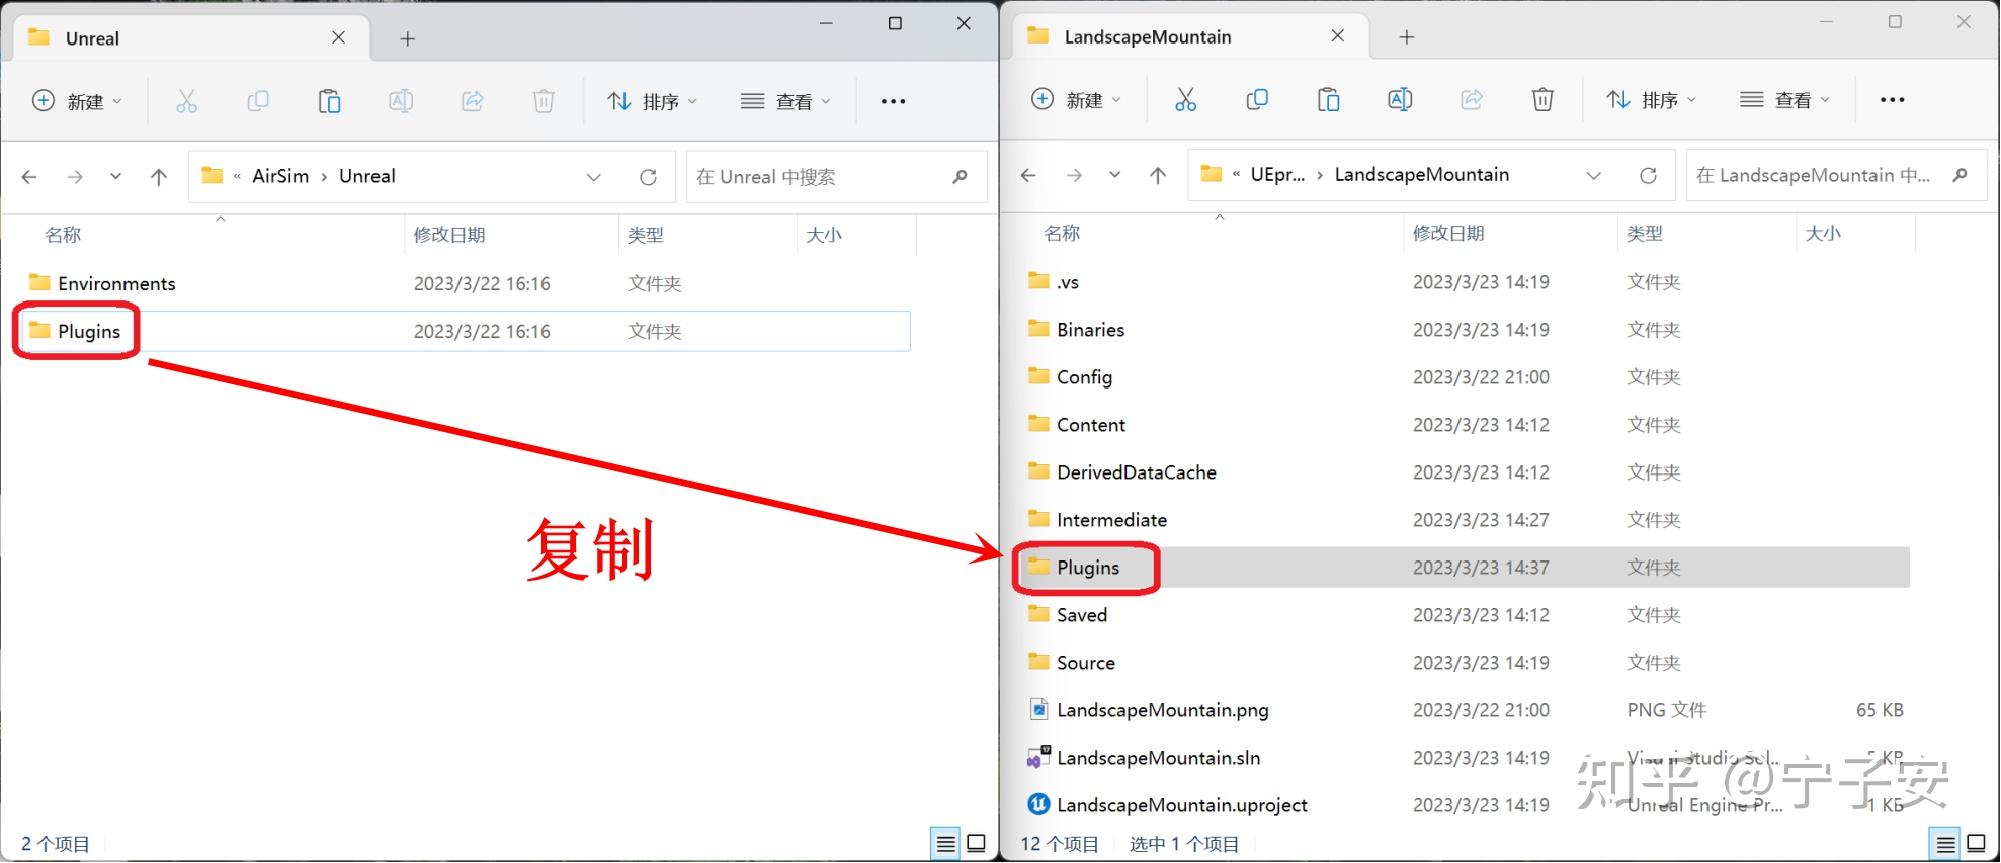 Unreal
新建
排序
查看
« AirSim › Unreal
在 Unreal 中搜索
名称 修改日期 类型 大小
Environments 2023/3/22 16:16 文件夹
Plugins 2023/3/22 16:16 文件夹
复制
2 个项目
LandscapeMountain
新建
排序
查看
« UEpr... › LandscapeMountain
在 LandscapeMountain 中...
名称 修改日期 类型 大小
.vs 2023/3/23 14:19 文件夹
Binaries 2023/3/23 14:19 文件夹
Config 2023/3/22 21:00 文件夹
Content 2023/3/23 14:12 文件夹
DerivedDataCache 2023/3/23 14:12 文件夹
Intermediate 2023/3/23 14:27 文件夹
Plugins 2023/3/23 14:37 文件夹
Saved 2023/3/23 14:12 文件夹
Source 2023/3/23 14:19 文件夹
LandscapeMountain.png 2023/3/22 21:00 PNG 文件 65 KB
LandscapeMountain.sln 2023/3/23 14:19 Visual Studio Sol... 5 KB
LandscapeMountain.uproject 2023/3/23 14:19 Unreal Engine Pr... 1 KB
12 个项目 选中 1 个项目
知乎 @宁子安